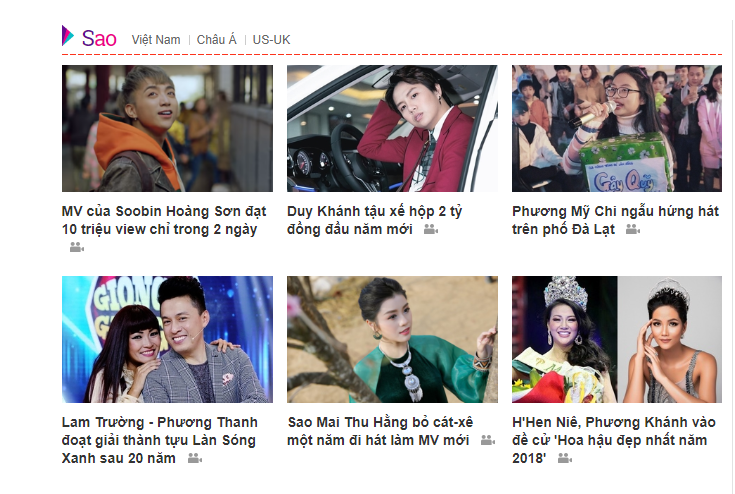 Sao Việt Nam Châu Á US-UK
MV của Soobin Hoàng Sơn đạt
10 triệu view chỉ trong 2 ngày
Duy Khánh tậu xế hộp 2 tỷ
đồng đầu năm mới
Gây Quỹ
Phương Mỹ Chi ngẫu hứng hát
trên phố Đà Lạt
GIỌNG
Lam Trường - Phương Thanh
đoạt giải thành tựu Làn Sóng
Xanh sau 20 năm
Sao Mai Thu Hằng bỏ cát-xê
một năm đi hát làm MV mới
H'Hen Niê, Phương Khánh vào
đề cử 'Hoa hậu đẹp nhất năm
2018'